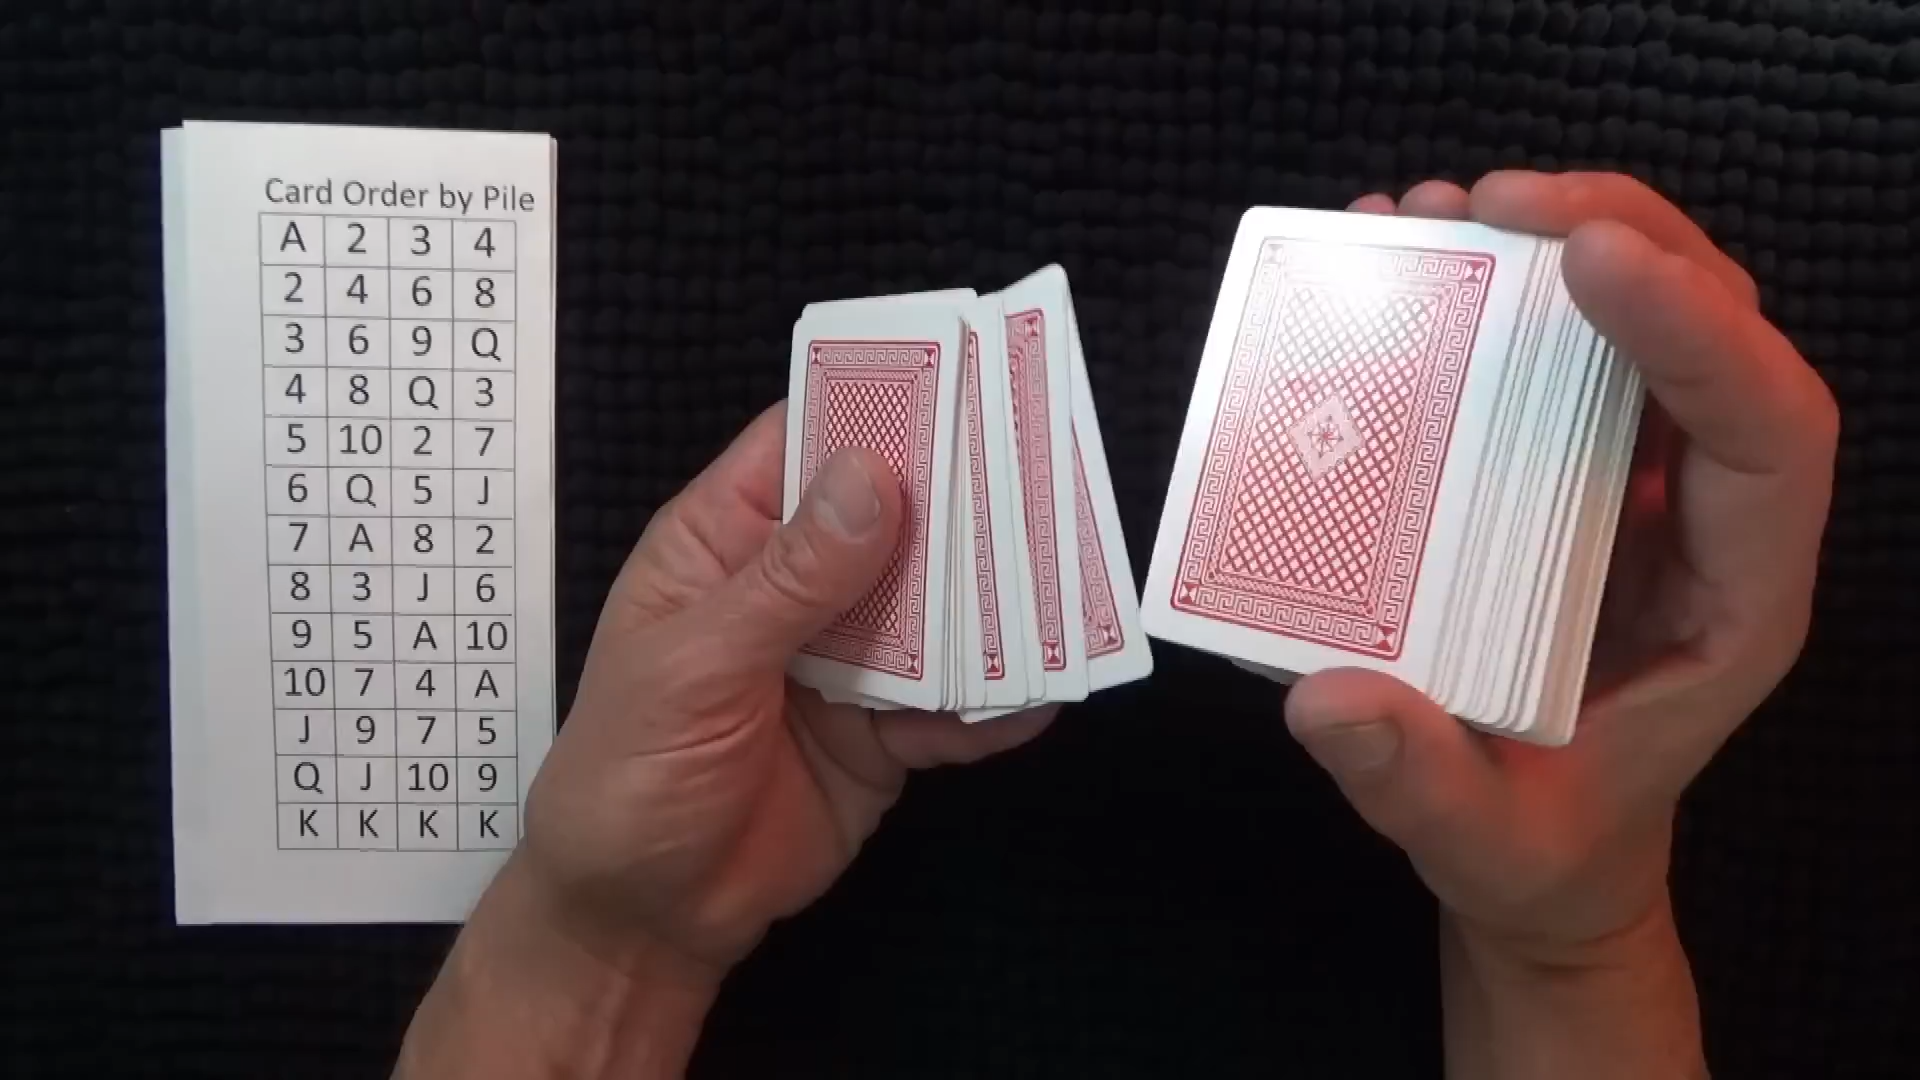 Card Order by Pile
A 2 3 4
2 4 6 8
3 6 9 Q
4 8 Q 3
5 10 2 7
6 Q 5 J
7 A 8 2
8 3 J 6
9 5 A 10
10 7 4 A
J 9 7 5
Q J 10 9
K K K K